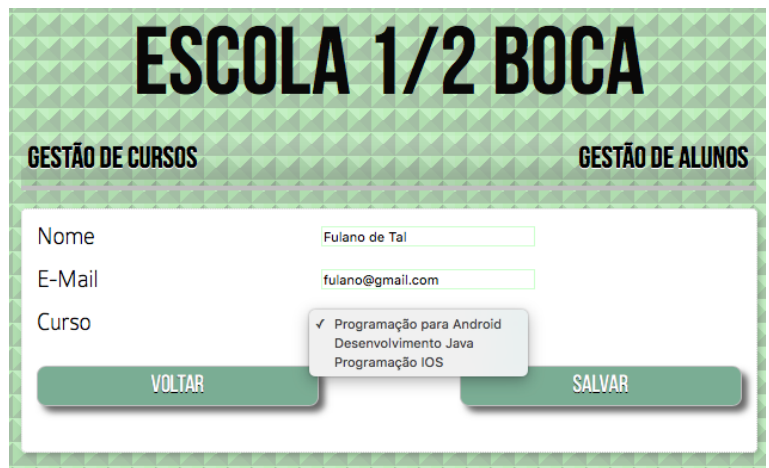 ESCOLA 1/2 BOCA
GESTÃO DE CURSOS GESTÃO DE ALUNOS
Nome Fulano de Tal
E-Mail fulano@gmail.com
Curso ✓ Programação para Android
Desenvolvimento Java
Programação IOS
VOLTAR SALVAR